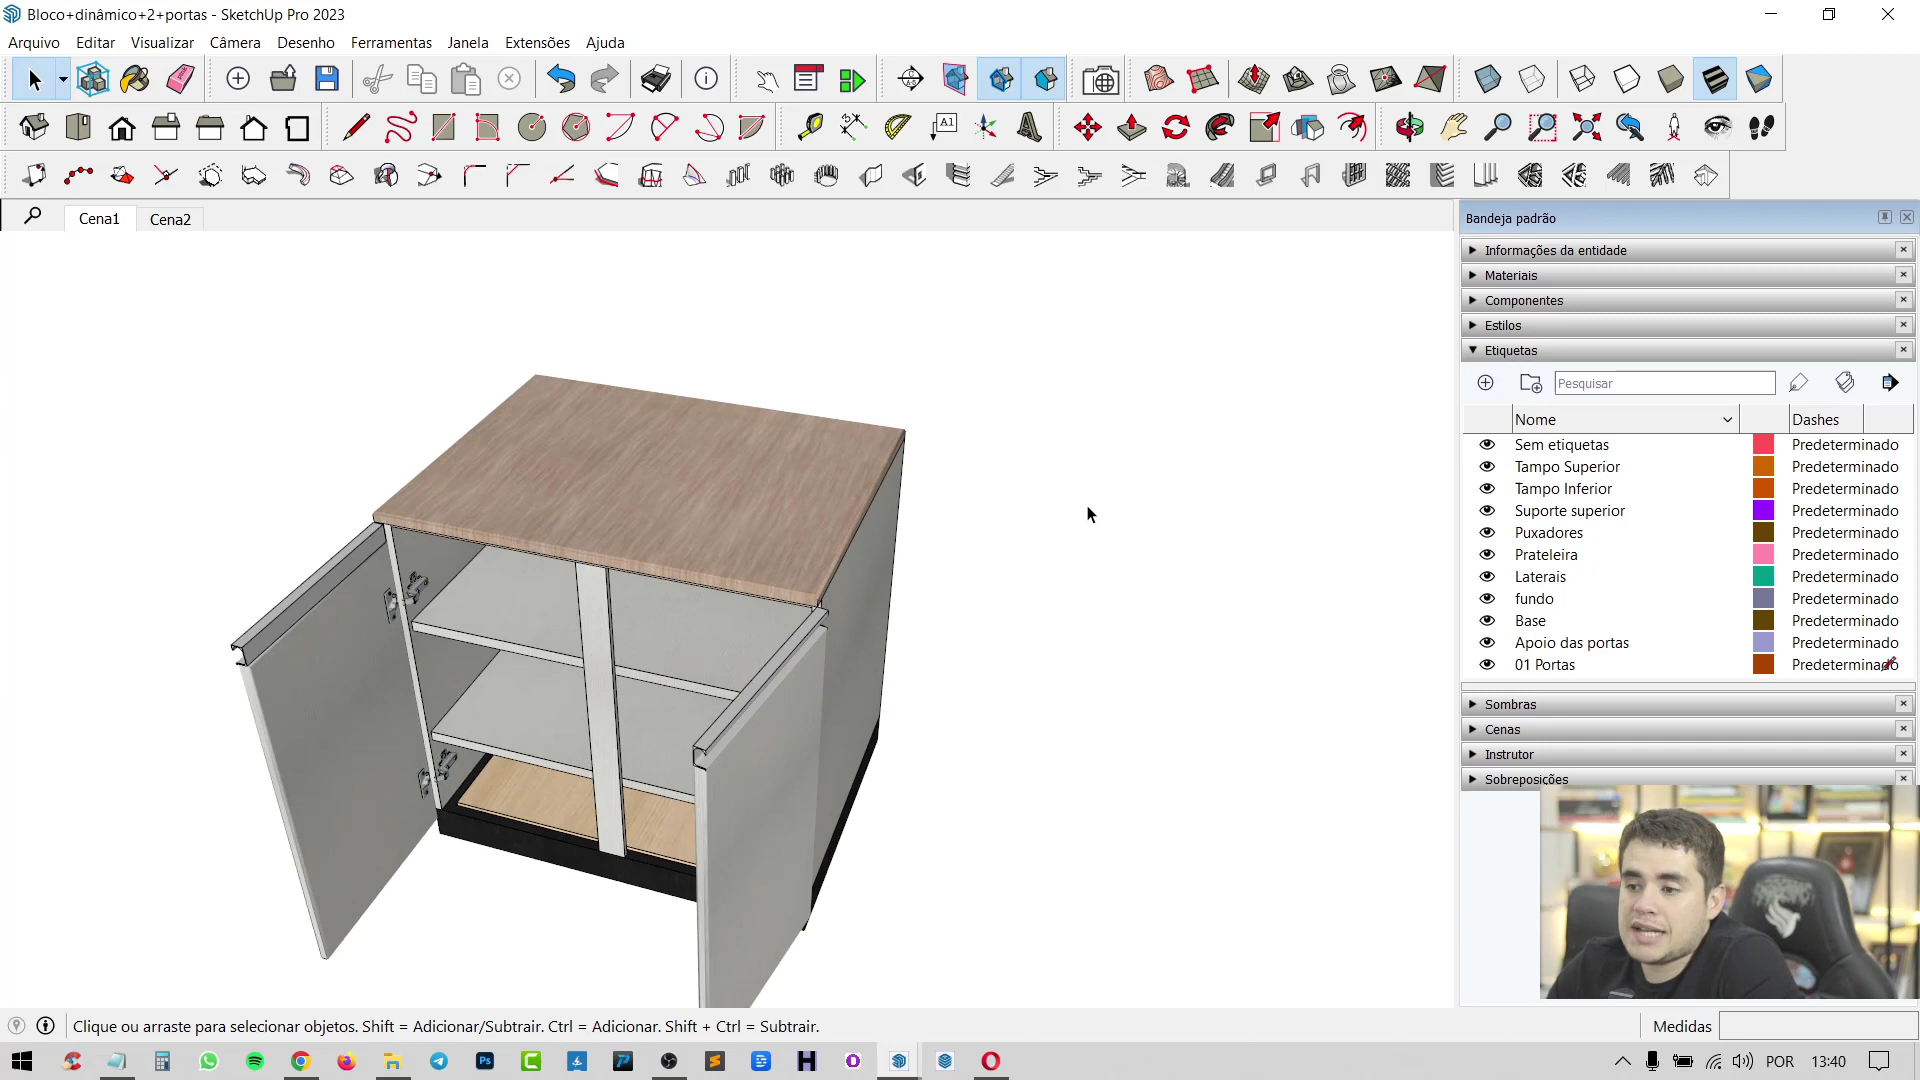 Bloco+dinâmico+2+portas - SketchUp Pro 2023
Arquivo Editar Visualizar Câmera Desenho Ferramentas Janela Extensões Ajuda
A1
Cena1 Cena2
Bandeja padrão
Informações da entidade
Materiais
Componentes
Estilos
Etiquetas
Pesquisar
Nome Dashes
Sem etiquetas Predeterminado
Tampo Superior Predeterminado
Tampo Inferior Predeterminado
Suporte superior Predeterminado
Puxadores Predeterminado
Prateleira Predeterminado
Laterais Predeterminado
fundo Predeterminado
Base Predeterminado
Apoio das portas Predeterminado
01 Portas Predeterminado
Sombras
Cenas
Instrutor
Sobreposições
Clique ou arraste para selecionar objetos. Shift = Adicionar/Subtrair. Ctrl = Adicionar. Shift + Ctrl = Subtrair.
Medidas
Ps
POR 13:40